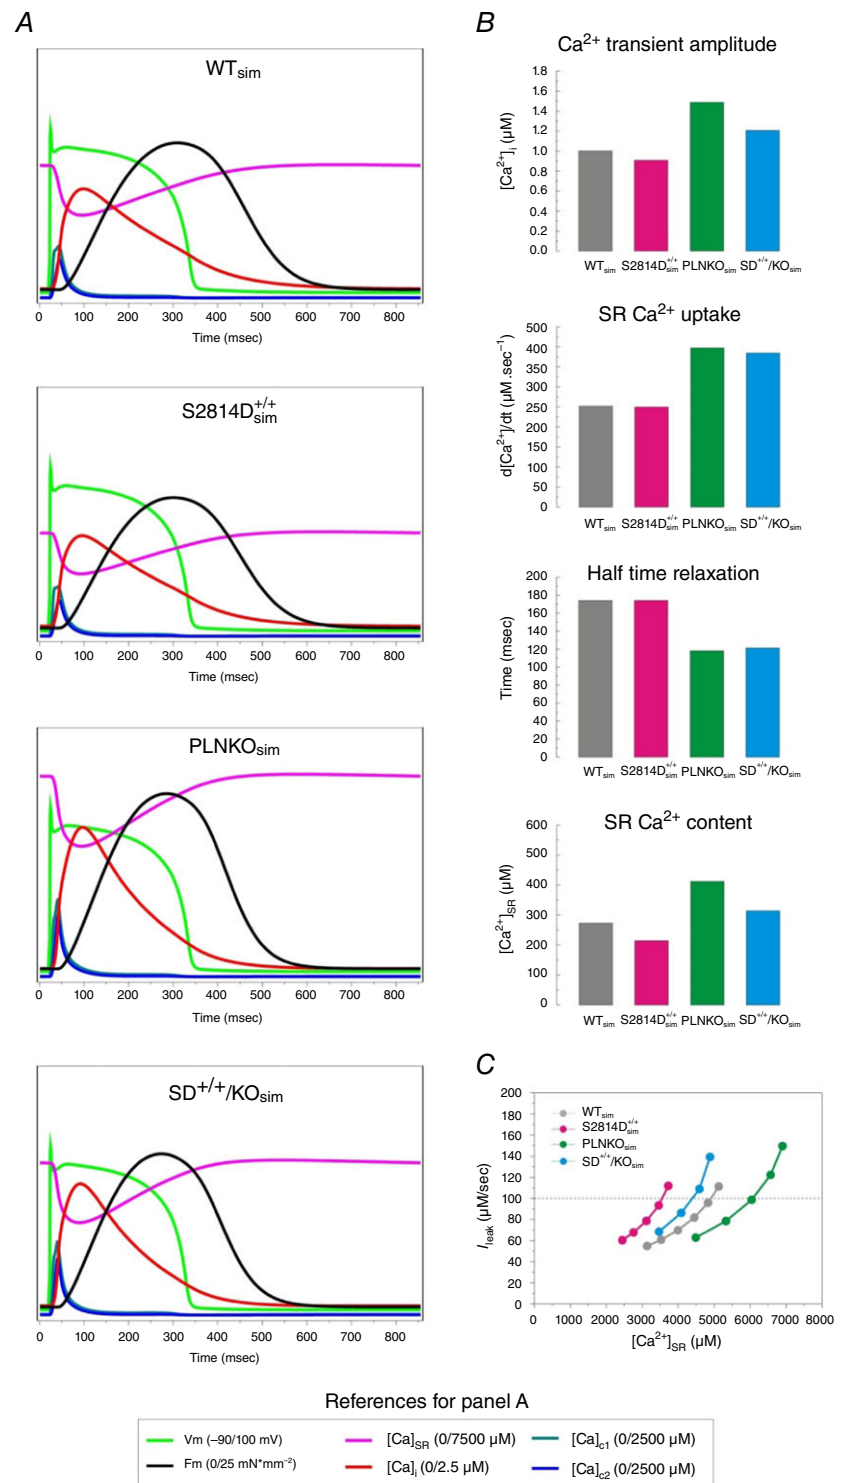 A
WTsim
0 100 200 300 400 500 600 700 800
Time (msec)
S2814D+/+sim
0 100 200 300 400 500 600 700 800
Time (msec)
PLNKOsim
0 100 200 300 400 500 600 700 800
Time (msec)
SD+/+/KOsim
0 100 200 300 400 500 600 700 800
Time (msec)
B
Ca2+ transient amplitude
[Ca2+]i (µM)
1.8
1.6
1.4
1.2
1.0
0.8
0.6
0.4
0.2
0.0
WTsim S2814D+/+sim PLNKOsim SD+/+/KOsim
SR Ca2+ uptake
d[Ca2+]/dt (µM.sec−1)
500
450
400
350
300
250
200
150
100
50
0
WTsim S2814D+/+sim PLNKOsim SD+/+/KOsim
Half time relaxation
Time (msec)
200
180
160
140
120
100
80
60
40
20
0
WTsim S2814D+/+sim PLNKOsim SD+/+/KOsim
SR Ca2+ content
[Ca2+]SR (µM)
600
500
400
300
200
100
0
WTsim S2814D+/+sim PLNKOsim SD+/+/KOsim
C
Ileak (µM/sec)
200
180
160
140
120
100
80
60
40
20
0
WTsim
S2814D+/+sim
PLNKOsim
SD+/+/KOsim
0 1000 2000 3000 4000 5000 6000 7000 8000
[Ca2+]SR (µM)
References for panel A
Vm (−90/100 mV) [Ca]SR (0/7500 µM) [Ca]c1 (0/2500 µM)
Fm (0/25 mN*mm−2) [Ca]i (0/2.5 µM) [Ca]c2 (0/2500 µM)